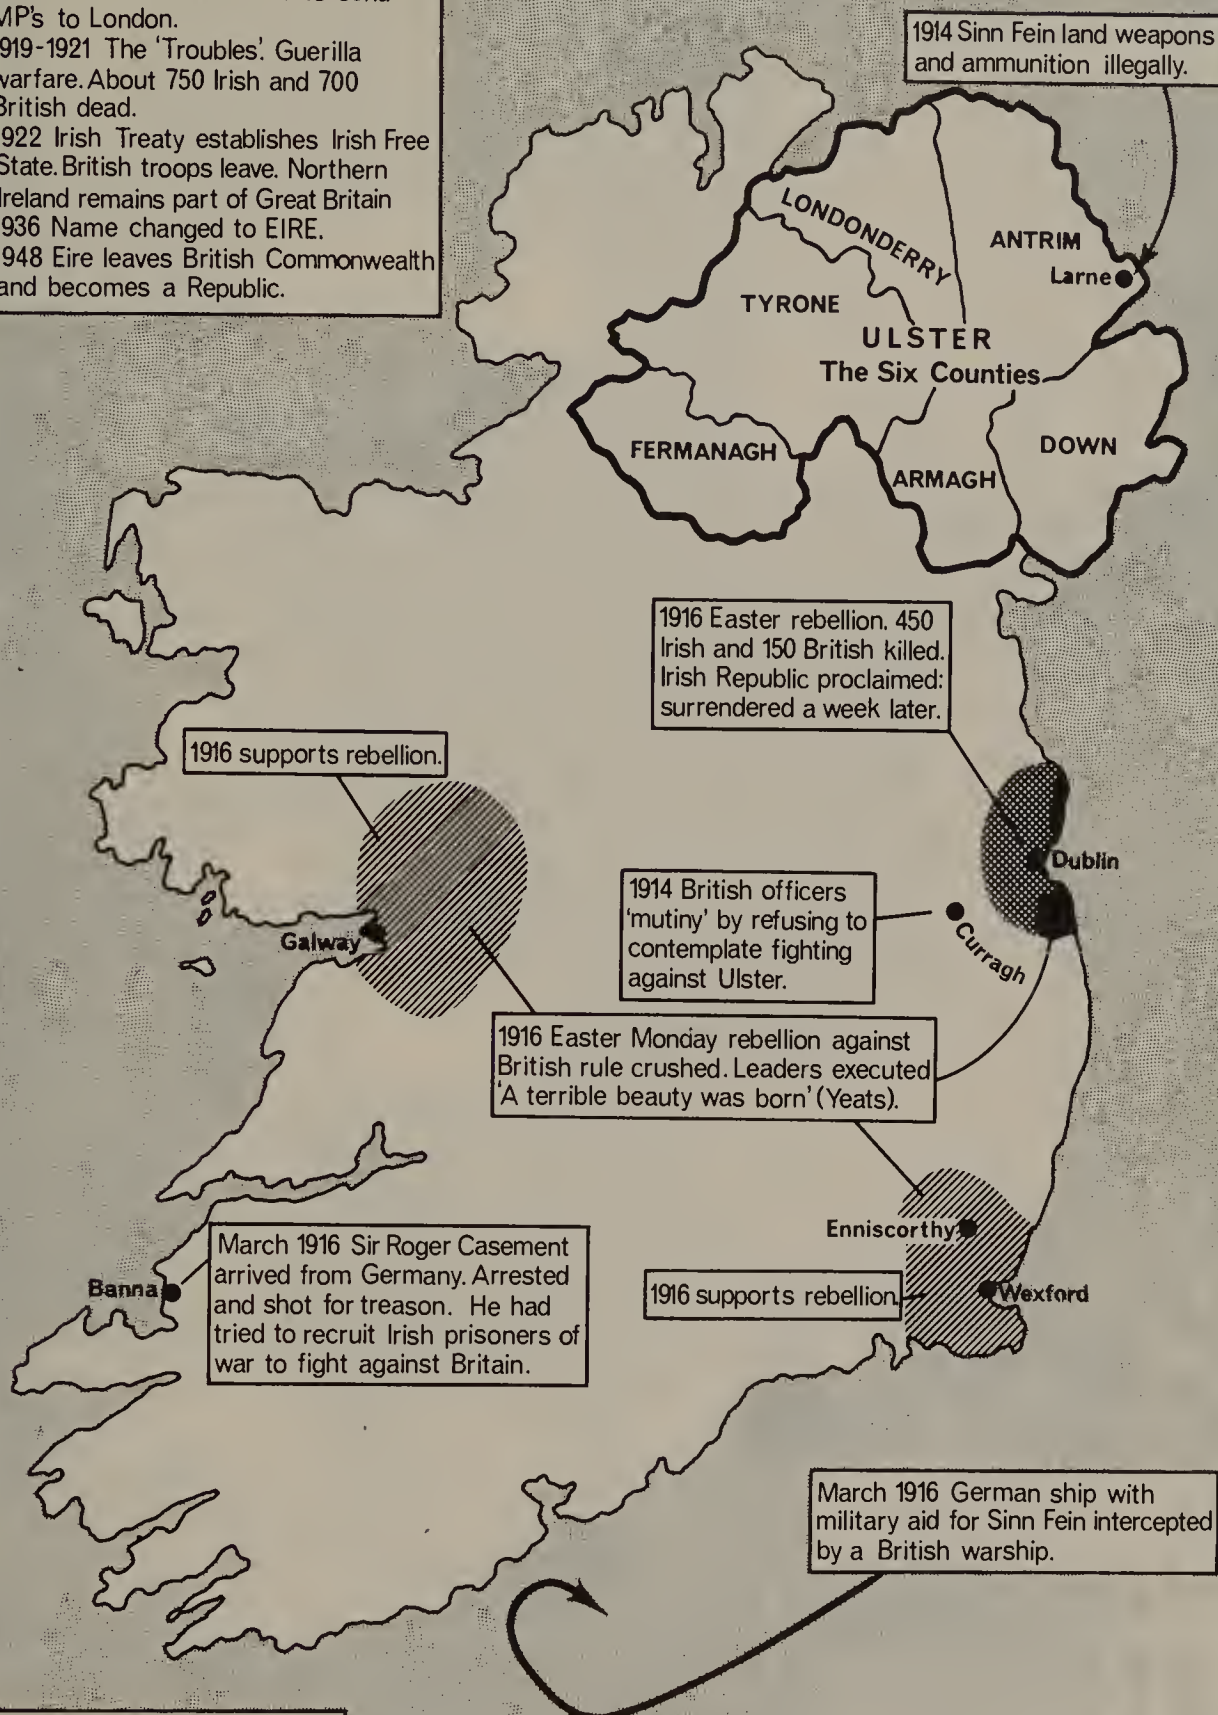 MP's to London.
1919-1921 The 'Troubles'. Guerilla
warfare. About 750 Irish and 700
British dead.
1922 Irish Treaty establishes Irish Free
State. British troops leave. Northern
Ireland remains part of Great Britain
1936 Name changed to EIRE.
1948 Eire leaves British Commonwealth
and becomes a Republic.
1914 Sinn Fein land weapons
and ammunition illegally.
LONDONDERRY
ANTRIM
Larne
TYRONE
ULSTER
The Six Counties
FERMANAGH
ARMAGH
DOWN
1916 Easter rebellion. 450
Irish and 150 British killed.
Irish Republic proclaimed:
surrendered a week later.
1916 supports rebellion.
Dublin
1914 British officers
'mutiny' by refusing to
contemplate fighting
against Ulster.
Curragh
Galway
1916 Easter Monday rebellion against
British rule crushed. Leaders executed
'A terrible beauty was born' (Yeats).
Enniscorthy
Wexford
1916 supports rebellion.
Banna
March 1916 Sir Roger Casement
arrived from Germany. Arrested
and shot for treason. He had
tried to recruit Irish prisoners of
war to fight against Britain.
March 1916 German ship with
military aid for Sinn Fein intercepted
by a British warship.